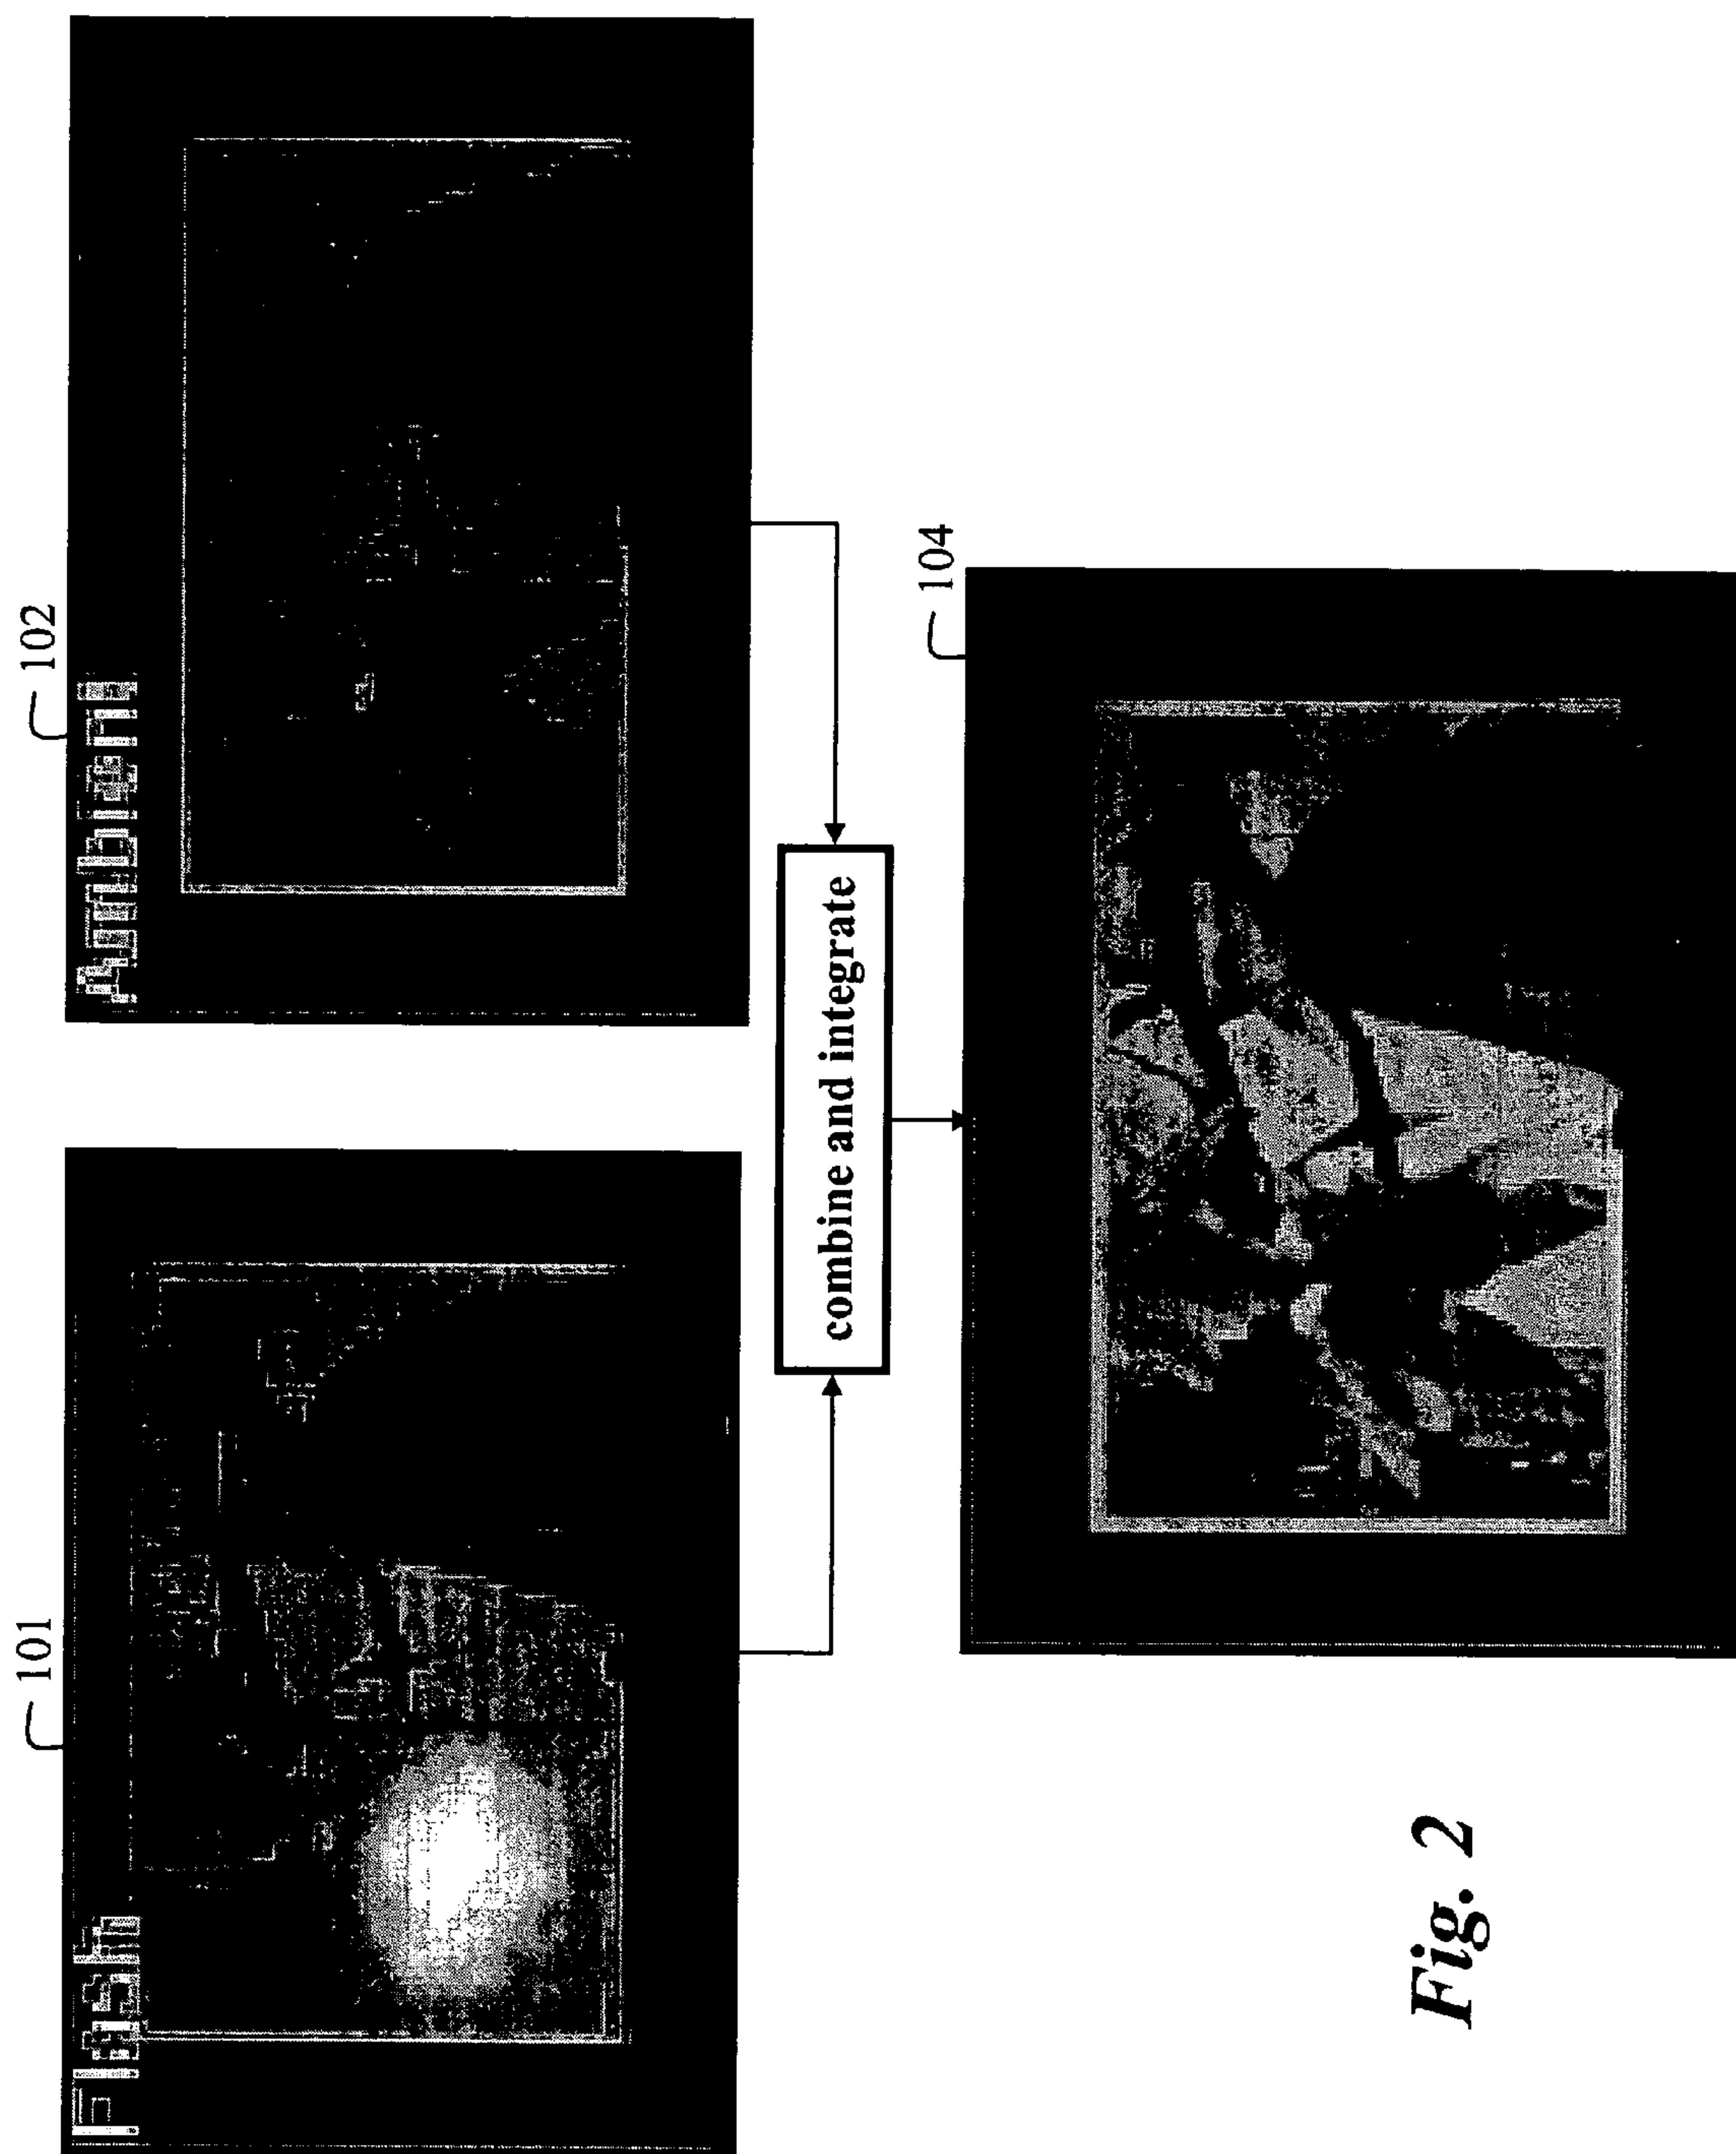 101
Flash
102
Ambient
combine and integrate
104
Fig. 2